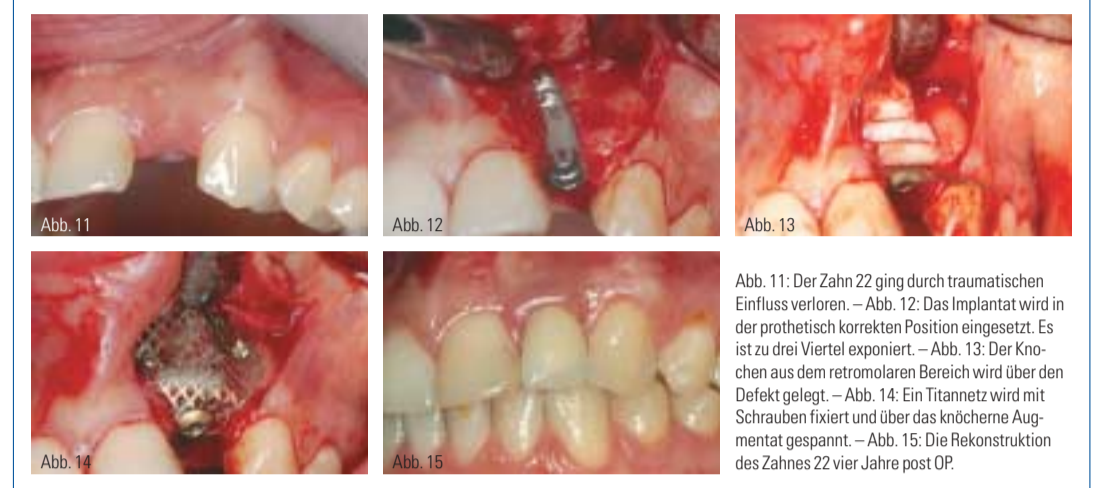 Abb. 11
Abb. 12
Abb. 13
Abb. 14
Abb. 15
Abb. 11: Der Zahn 22 ging durch traumatischen
Einfluss verloren. – Abb. 12: Das Implantat wird in
der prothetisch korrekten Position eingesetzt. Es
ist zu drei Viertel exponiert. – Abb. 13: Der Kno-
chen aus dem retromolaren Bereich wird über den
Defekt gelegt. – Abb. 14: Ein Titannetz wird mit
Schrauben fixiert und über das knöcherne Aug-
mentat gespannt. – Abb. 15: Die Rekonstruktion
des Zahnes 22 vier Jahre post OP.